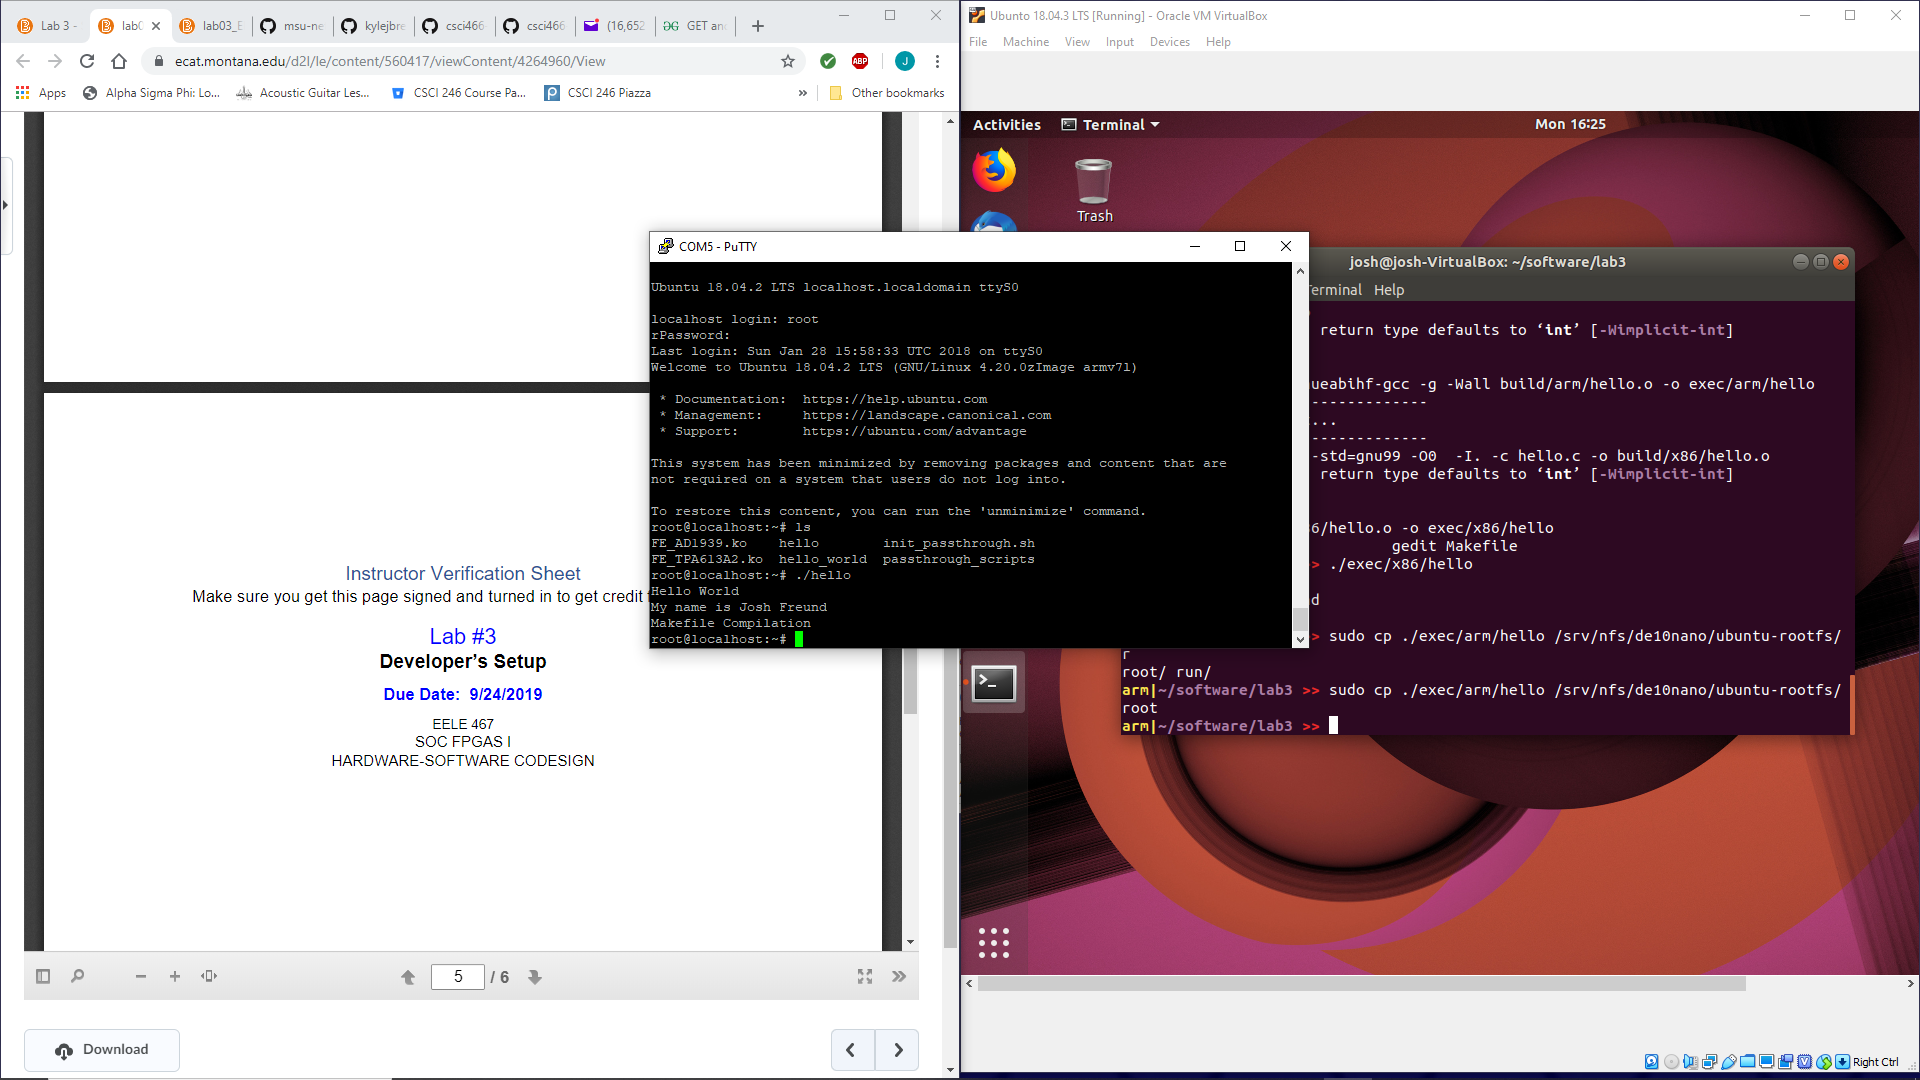 Lab 3 -
lab0
lab03_E
msu-ne
kylejbre
csci466
csci466
(16,652
GET an
ecat.montana.edu/d2l/le/content/560417/viewContent/4264960/View
ABP
J
Apps
Alpha Sigma Phi: Lo...
Acoustic Guitar Les...
CSCI 246 Course Pa...
CSCI 246 Piazza
»
Other bookmarks
Instructor Verification Sheet
Make sure you get this page signed and turned in to get credit
Lab #3
Developer's Setup
Due Date: 9/24/2019
EELE 467
SOC FPGAS I
HARDWARE-SOFTWARE CODESIGN
5 / 6
Download
COM5 - PuTTY
Ubuntu 18.04.2 LTS localhost.localdomain ttyS0
localhost login: root
rPassword:
Last login: Sun Jan 28 15:58:33 UTC 2018 on ttyS0
Welcome to Ubuntu 18.04.2 LTS (GNU/Linux 4.20.0zImage armv7l)
* Documentation:  https://help.ubuntu.com
* Management:     https://landscape.canonical.com
* Support:        https://ubuntu.com/advantage
This system has been minimized by removing packages and content that are
not required on a system that users do not log into.
To restore this content, you can run the 'unminimize' command.
root@localhost:~# ls
FE_AD1939.ko    hello        init_passthrough.sh
FE_TPA613A2.ko  hello_world  passthrough_scripts
root@localhost:~# ./hello
Hello World
My name is Josh Freund
Makefile Compilation
root@localhost:~#
Ubunto 18.04.3 LTS [Running] - Oracle VM VirtualBox
File Machine View Input Devices Help
Activities
Terminal
Mon 16:25
Trash
josh@josh-VirtualBox: ~/software/lab3
Terminal Help
return type defaults to ‘int’ [-Wimplicit-int]
ueabihf-gcc -g -Wall build/arm/hello.o -o exec/arm/hello
-------------
...
-------------
-std=gnu99 -O0  -I. -c hello.c -o build/x86/hello.o
return type defaults to ‘int’ [-Wimplicit-int]
6/hello.o -o exec/x86/hello
gedit Makefile
> ./exec/x86/hello
d
> sudo cp ./exec/arm/hello /srv/nfs/de10nano/ubuntu-rootfs/
r
root/ run/
arm|~/software/lab3 >> sudo cp ./exec/arm/hello /srv/nfs/de10nano/ubuntu-rootfs/
root
arm|~/software/lab3 >>
Right Ctrl